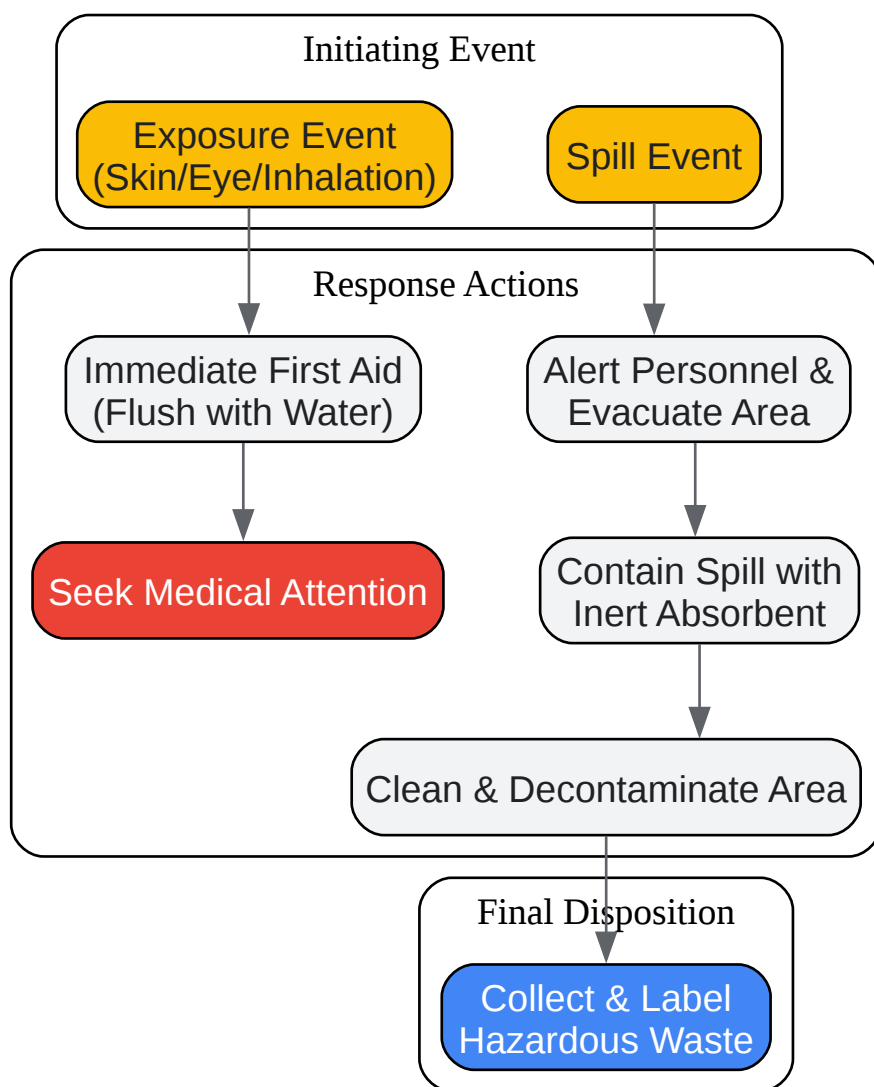 Initiating Event
Exposure Event
(Skin/Eye/Inhalation)
Spill Event
Response Actions
Immediate First Aid
(Flush with Water)
Alert Personnel &
Evacuate Area
Seek Medical Attention
Contain Spill with
Inert Absorbent
Clean & Decontaminate Area
Final Disposition
Collect & Label
Hazardous Waste